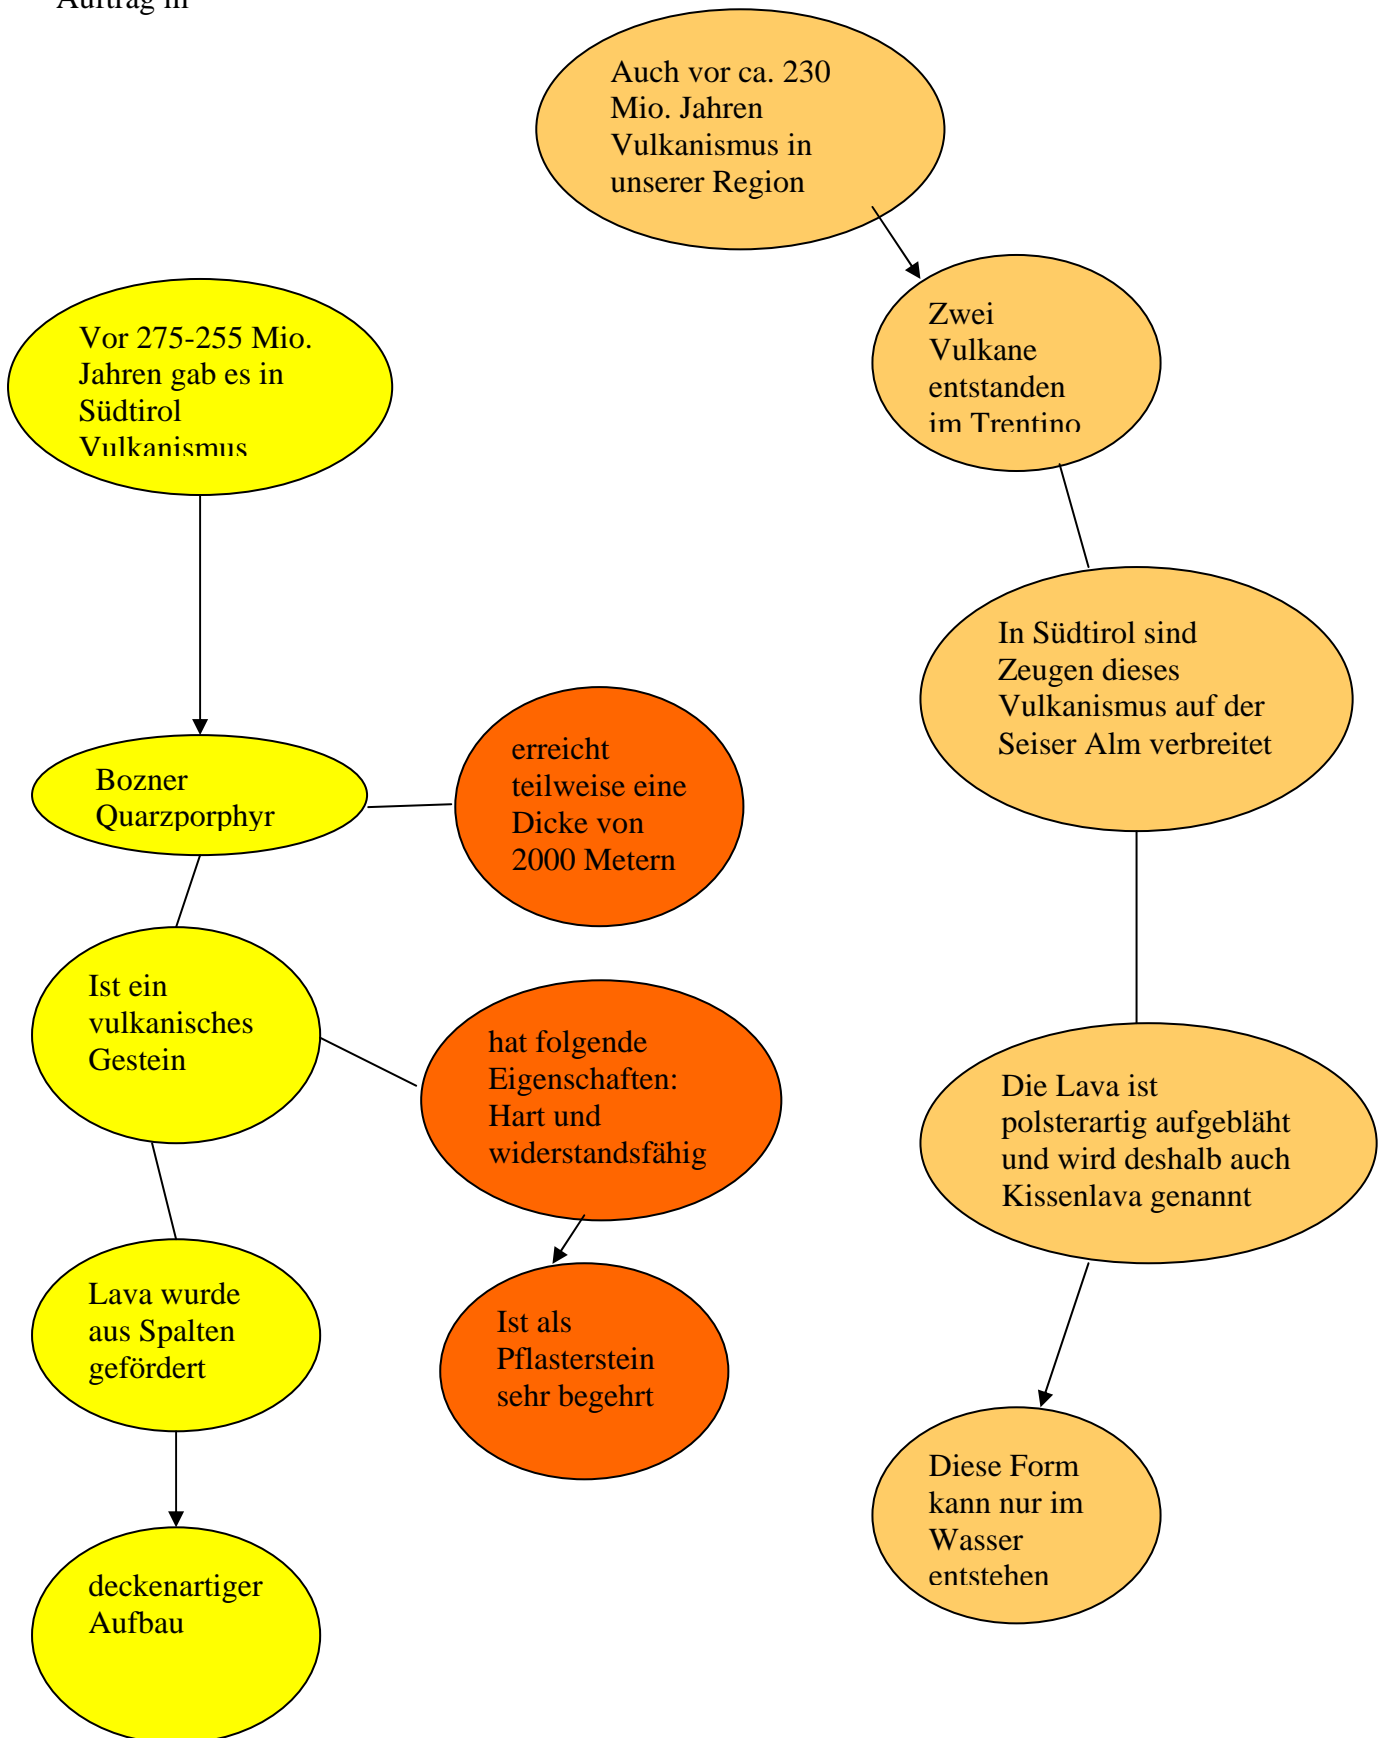 Auftrag in
Auch vor ca. 230
Mio. Jahren
Vulkanismus in
unserer Region
Zwei
Vulkane
entstanden
im Trentino
Vor 275-255 Mio.
Jahren gab es in
Südtirol
Vulkanismus
In Südtirol sind
Zeugen dieses
Vulkanismus auf der
Seiser Alm verbreitet
Bozner
Quarzporphyr
erreicht
teilweise eine
Dicke von
2000 Metern
Ist ein
vulkanisches
Gestein
hat folgende
Eigenschaften:
Hart und
widerstandsfähig
Die Lava ist
polsterartig aufgebläht
und wird deshalb auch
Kissenlava genannt
Lava wurde
aus Spalten
gefördert
Ist als
Pflasterstein
sehr begehrt
Diese Form
kann nur im
Wasser
entstehen
deckenartiger
Aufbau